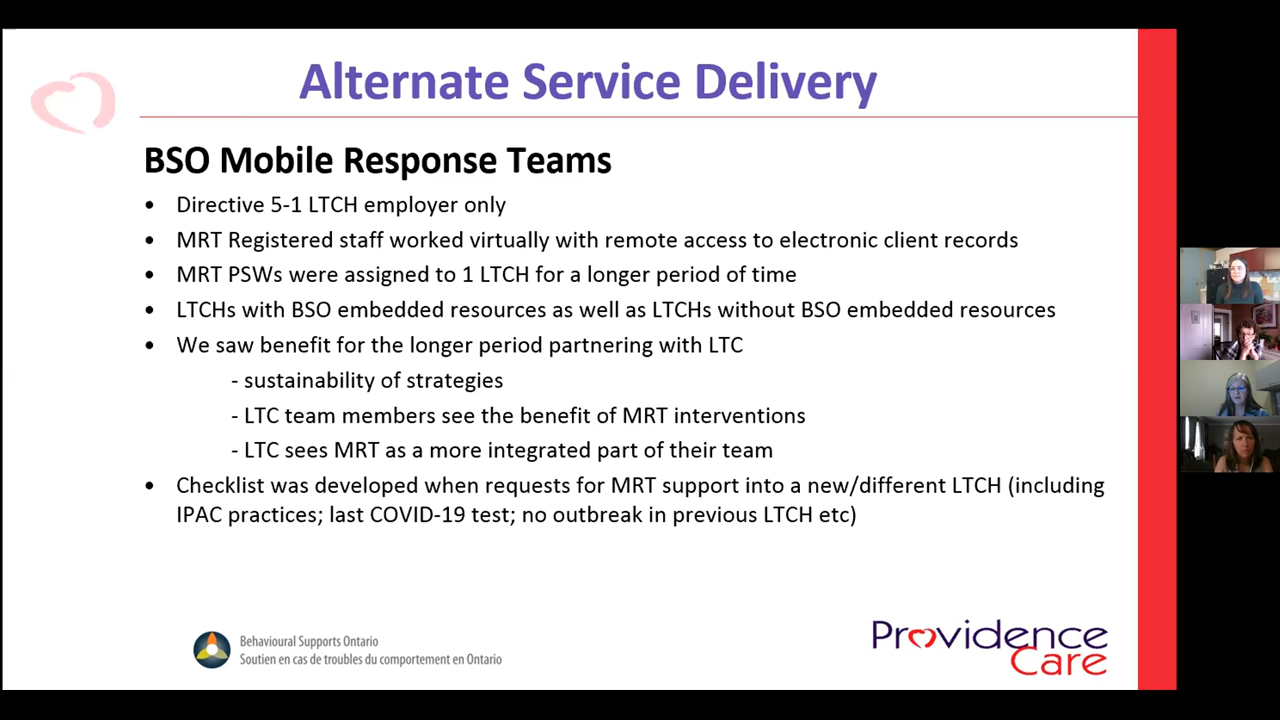 Alternate Service Delivery
BSO Mobile Response Teams
• Directive 5-1 LTCH employer only
• MRT Registered staff worked virtually with remote access to electronic client records
• MRT PSWs were assigned to 1 LTCH for a longer period of time
• LTCHs with BSO embedded resources as well as LTCHs without BSO embedded resources
• We saw benefit for the longer period partnering with LTC
- sustainability of strategies
- LTC team members see the benefit of MRT interventions
- LTC sees MRT as a more integrated part of their team
• Checklist was developed when requests for MRT support into a new/different LTCH (including
IPAC practices; last COVID-19 test; no outbreak in previous LTCH etc)
Behavioural Supports Ontario
Soutien en cas de troubles du comportement en Ontario
Providence
Care